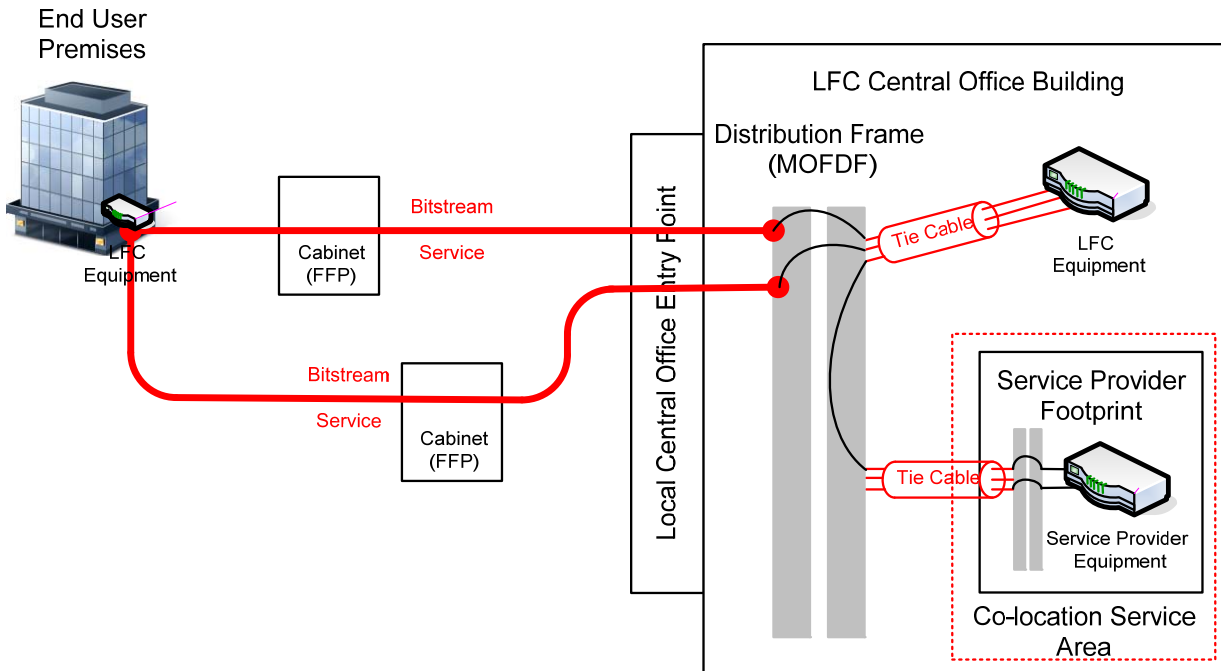 End User
Premises
LFC
Equipment
Cabinet
(FFP)
Bitstream
Service
Bitstream
Service
Cabinet
(FFP)
Local Central Office Entry Point
LFC Central Office Building
Distribution Frame
(MOFDF)
Tie Cable
LFC
Equipment
Tie Cable
Service Provider
Footprint
Service Provider
Equipment
Co-location Service
Area